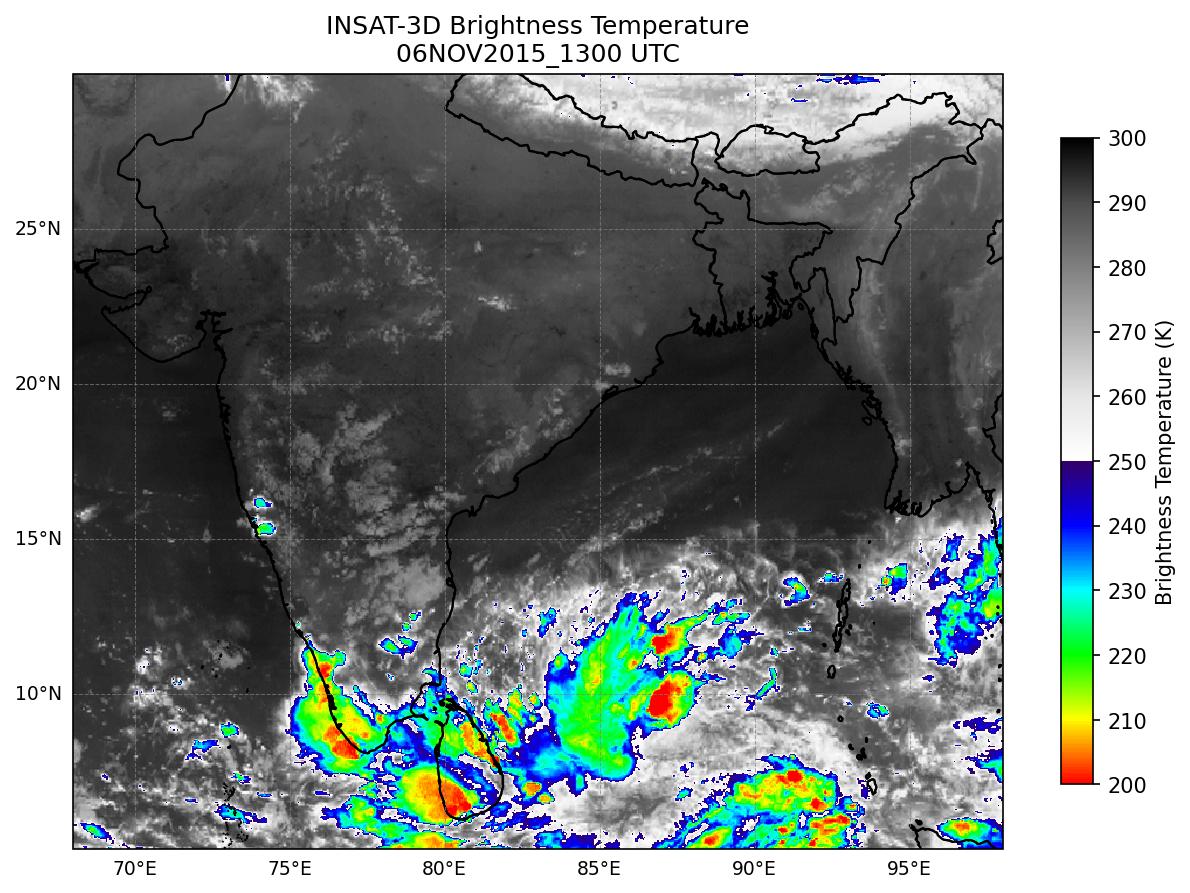 INSAT-3D Brightness Temperature
06NOV2015_1300 UTC
25°N
20°N
15°N
10°N
70°E
75°E
80°E
85°E
90°E
95°E
300
290
280
270
260
250
240
230
220
210
200
Brightness Temperature (K)